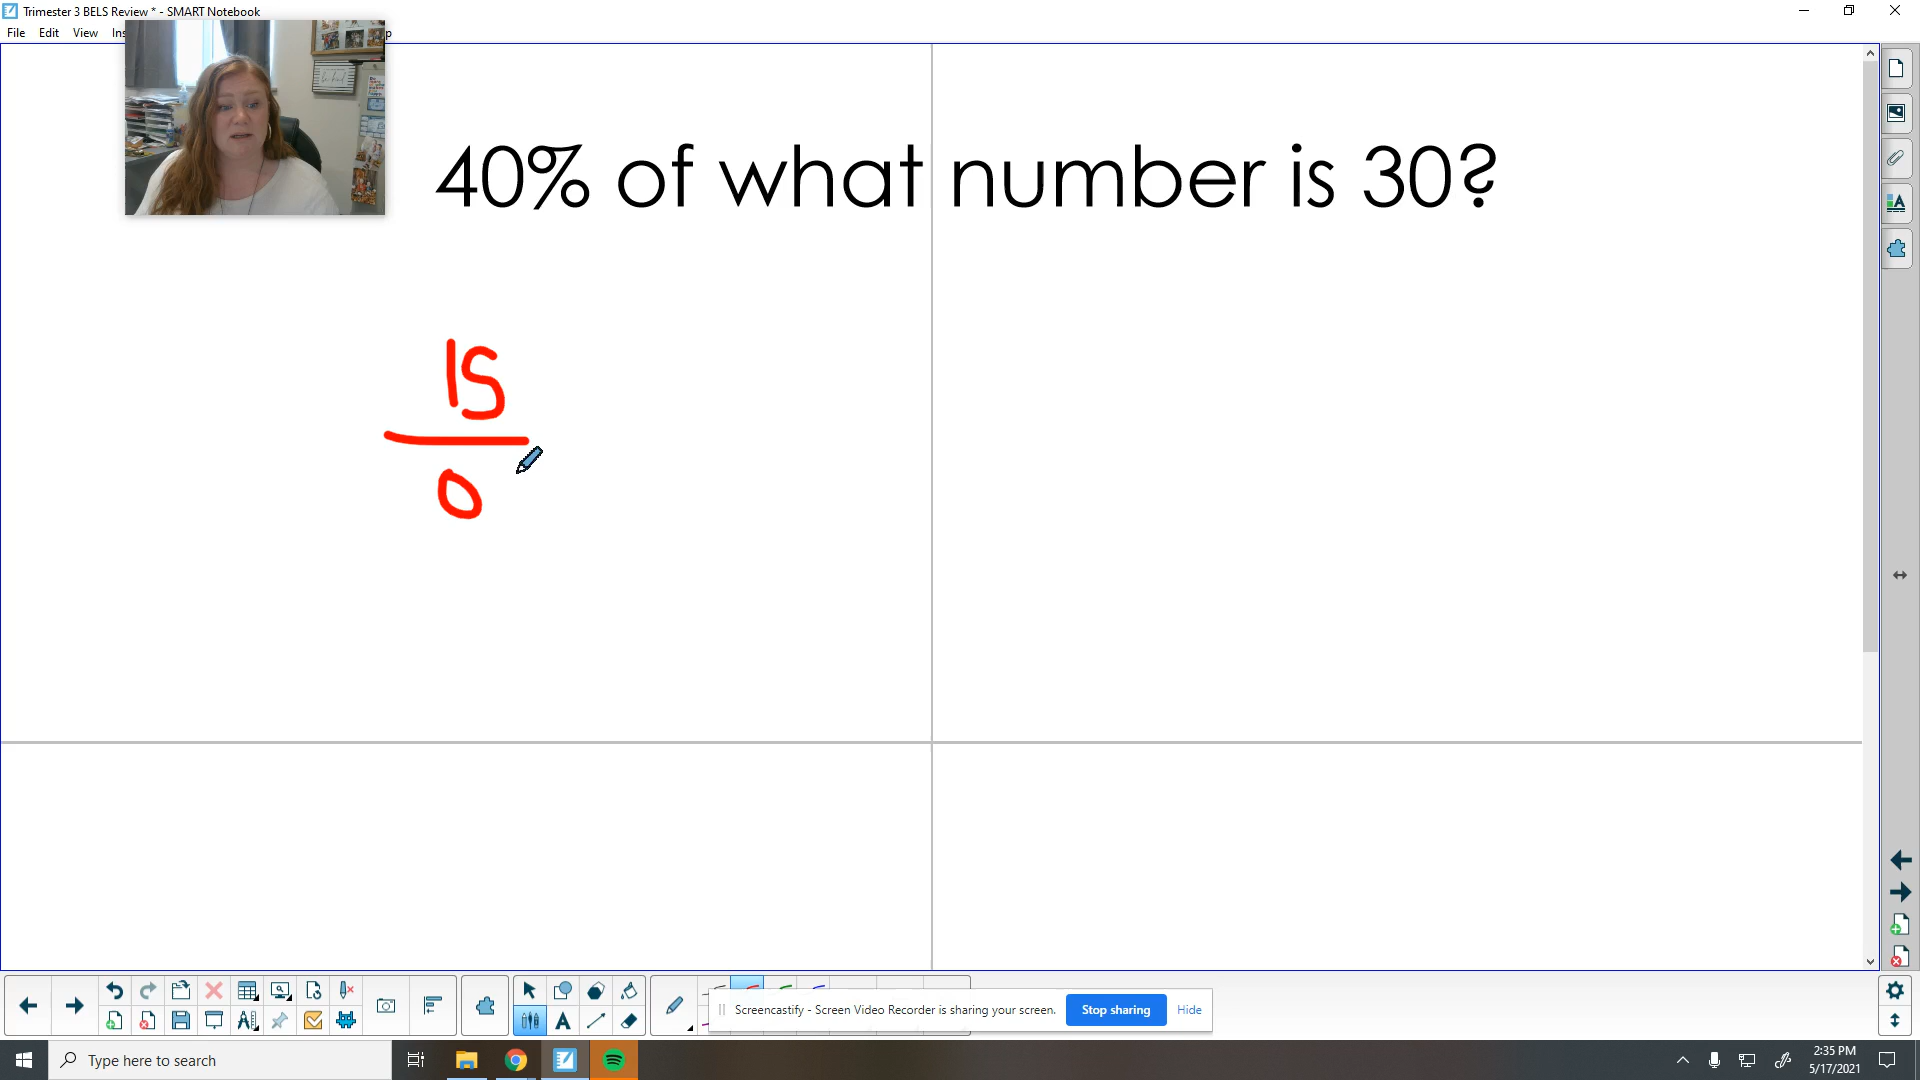 Trimester 3 BELS Review * - SMART Notebook
File Edit View Ins p
40% of what number is 30?
15
0
Screencastify - Screen Video Recorder is sharing your screen. Stop sharing Hide
Type here to search
2:35 PM
5/17/2021